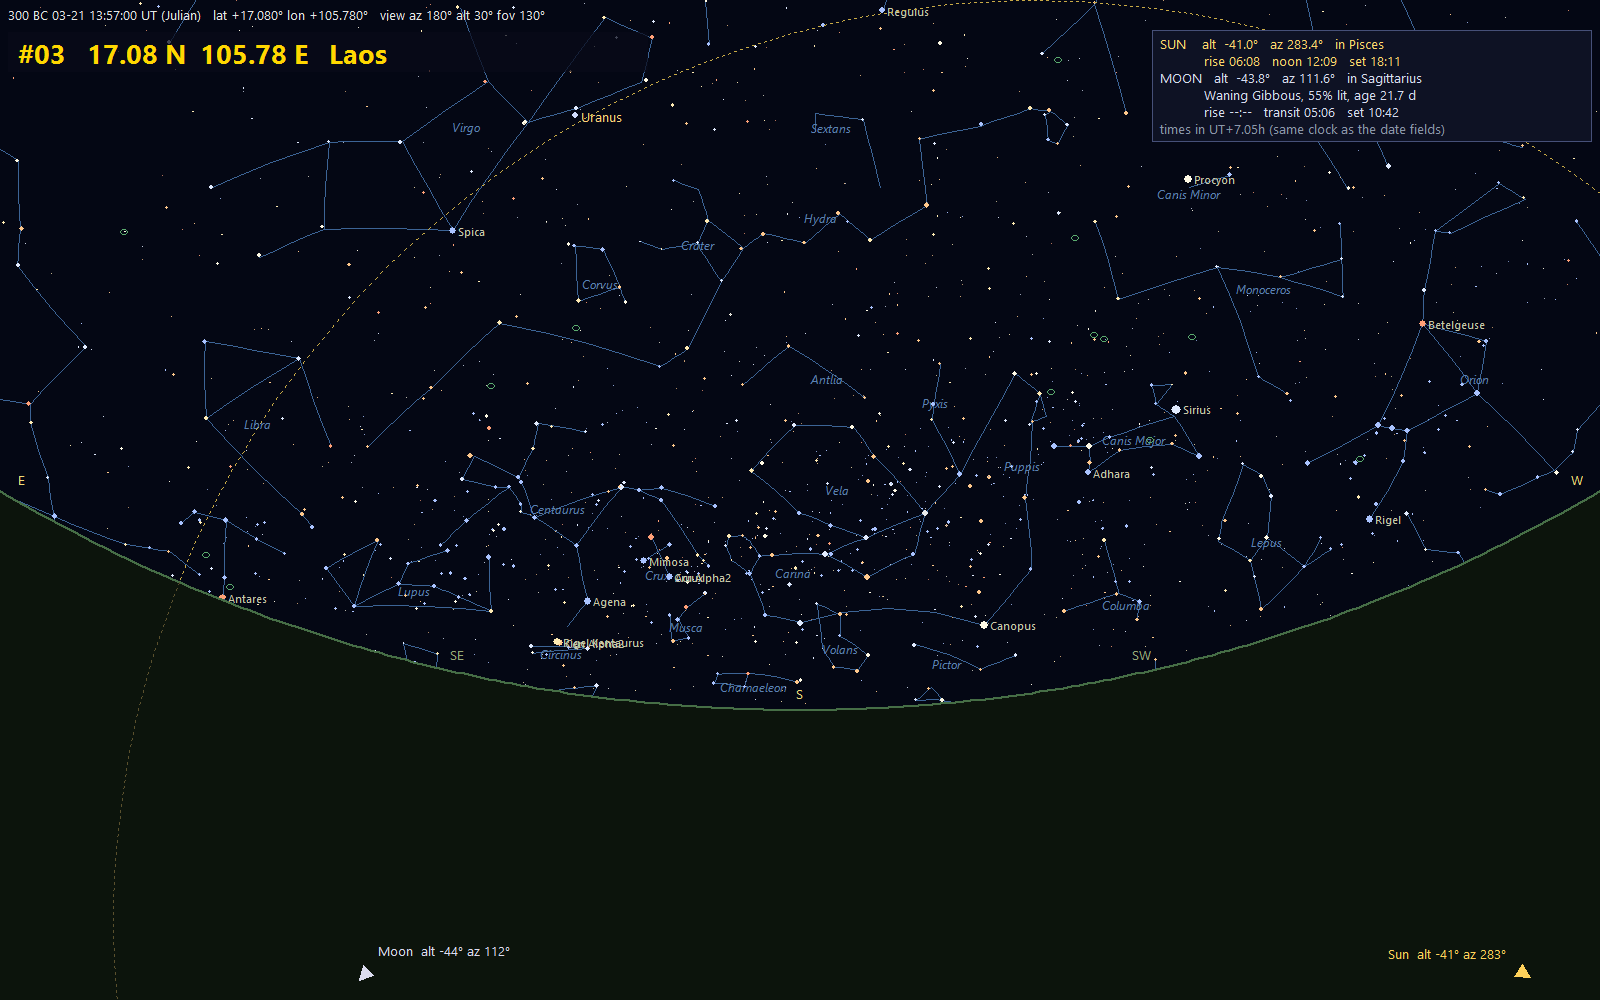 300 BC 03-21 13:57:00 UT (Julian)   lat +17.080° lon +105.780°   view az 180° alt 30° fov 130°
#03   17.08 N  105.78 E   Laos
SUN   alt  -41.0°   az 283.4°   in Pisces
rise 06:08   noon 12:09   set 18:11
MOON   alt  -43.8°   az 111.6°   in Sagittarius
Waning Gibbous, 55% lit, age 21.7 d
rise --:--   transit 05:06   set 10:42
times in UT+7.05h (same clock as the date fields)
Regulus
Uranus
Virgo
Sextans
Procyon
Canis Minor
Spica
Hydra
Crater
Corvus
Monoceros
Betelgeuse
Antlia
Orion
Pyxis
Sirius
Libra
Canis Major
Puppis
Adhara
E
W
Vela
Centaurus
Rigel
Lepus
Mimosa
Carina
Crux
Lupus
Antares
Agena
Columba
Musca
Canopus
Circinus
Volans
SE
SW
Pictor
Chamaeleon
S
Moon  alt -44° az 112°
Sun  alt -41° az 283°